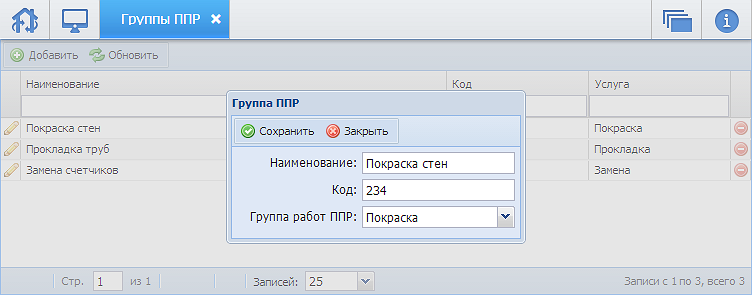 Группы ППР
Добавить Обновить
Наименование Код Услуга
Группа ППР
Сохранить Закрыть
Покраска стен Покраска
Прокладка труб Прокладка
Замена счетчиков Замена
Наименование: Покраска стен
Код: 234
Группа работ ППР: Покраска
Стр. 1 из 1 Записей: 25 Записи с 1 по 3, всего 3